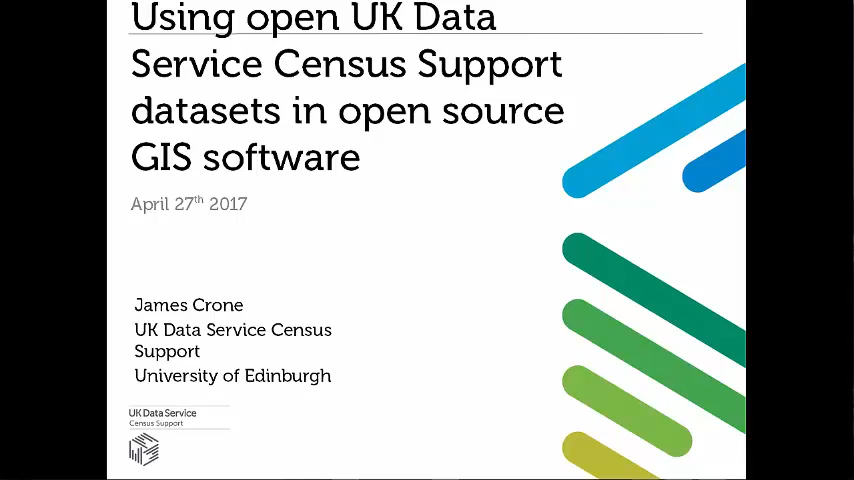 Using open UK Data
Service Census Support
datasets in open source
GIS software
April 27th 2017
James Crone
UK Data Service Census
Support
University of Edinburgh
UK Data Service
Census Support